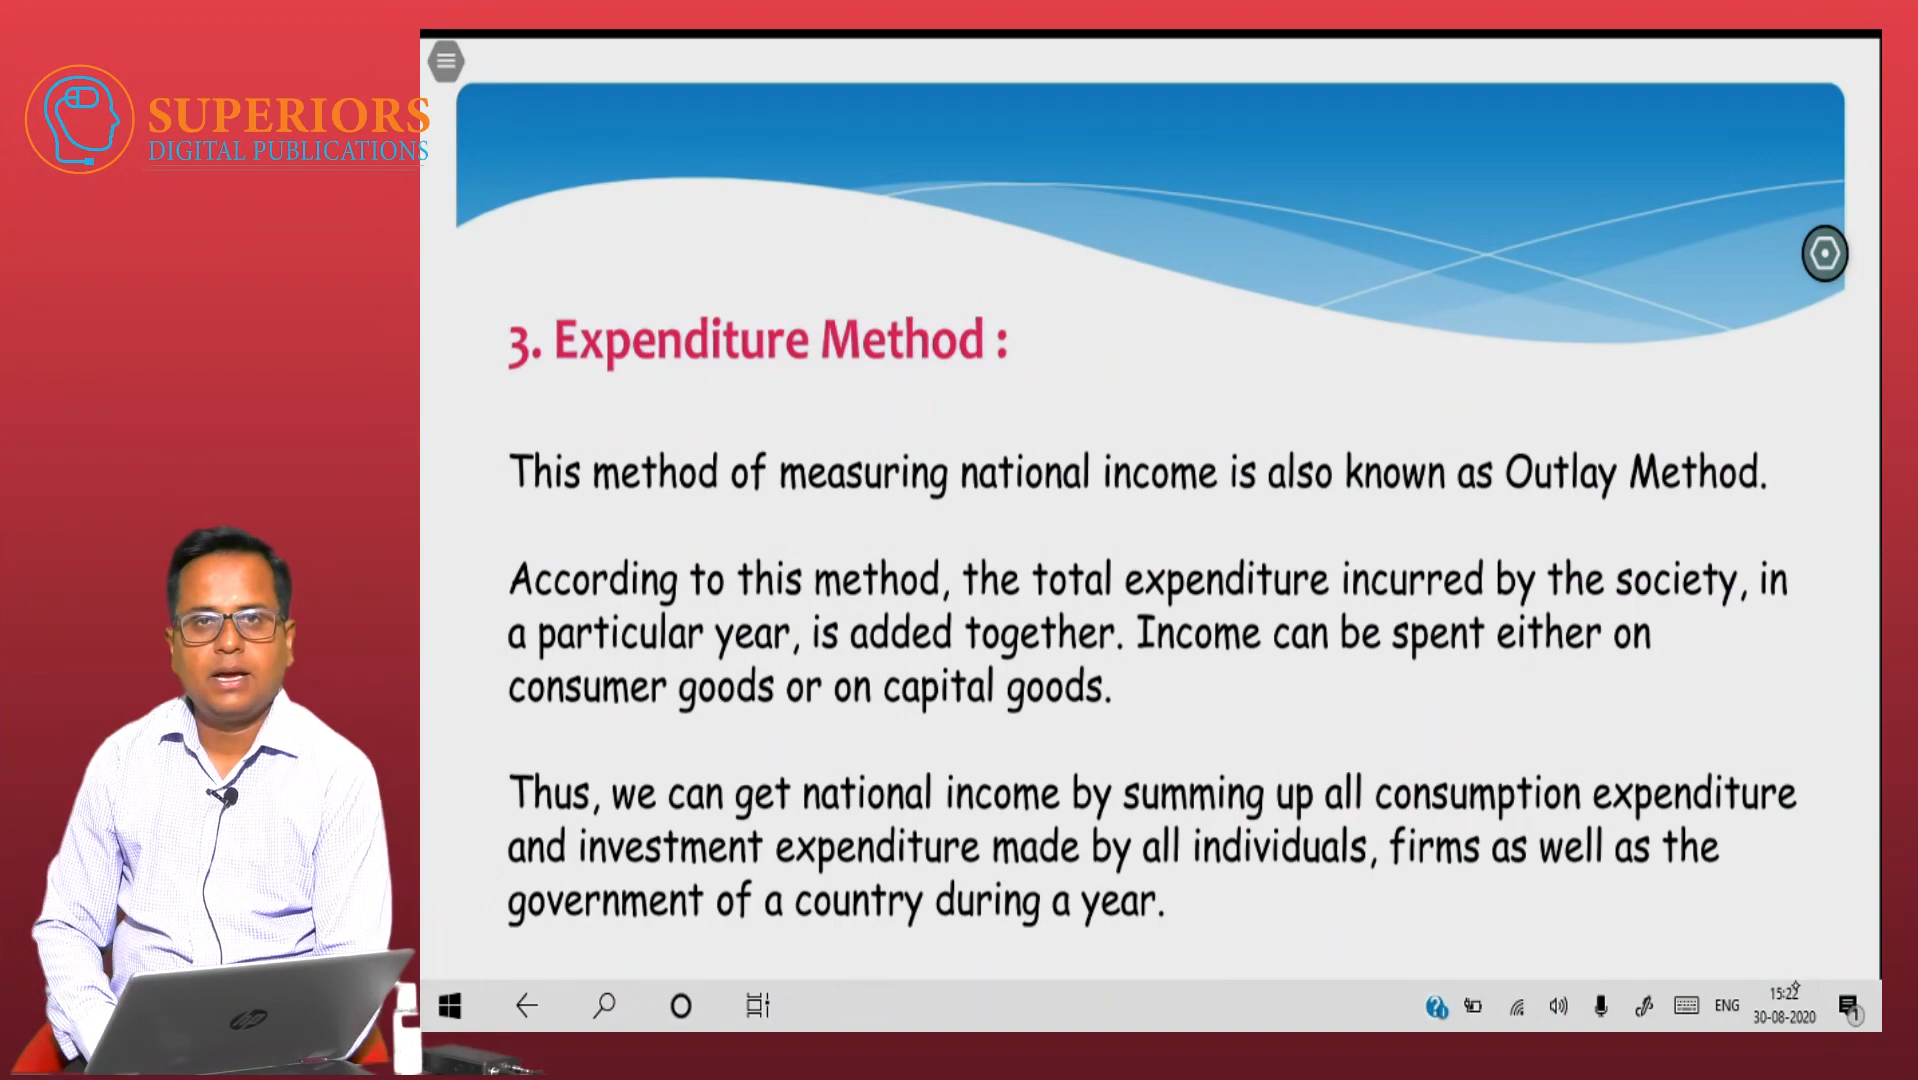 SUPERIORS
DIGITAL PUBLICATIONS
3. Expenditure Method :
This method of measuring national income is also known as Outlay Method.
According to this method, the total expenditure incurred by the society, in
a particular year, is added together. Income can be spent either on
consumer goods or on capital goods.
Thus, we can get national income by summing up all consumption expenditure
and investment expenditure made by all individuals, firms as well as the
government of a country during a year.
hp
ENG
15:22
30-08-2020
1